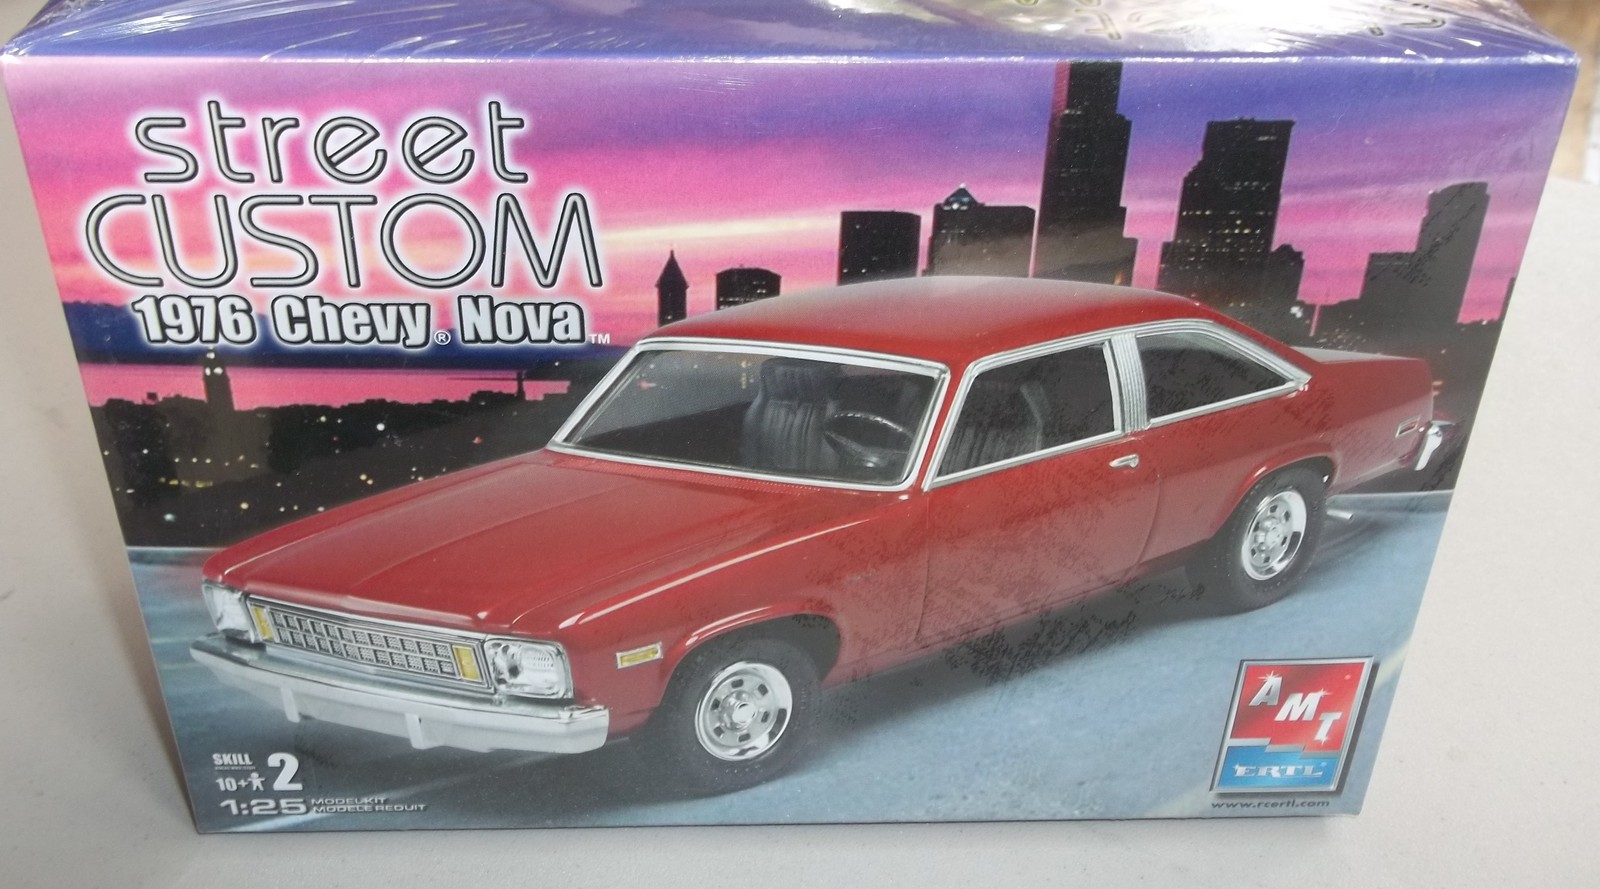 street
CUSTOM
1976 Chevy® Nova™
SKILL
10+ 2
1:25 MODEL KIT
MODELE REDUIT
AMT
ERTL
www.rcertl.com